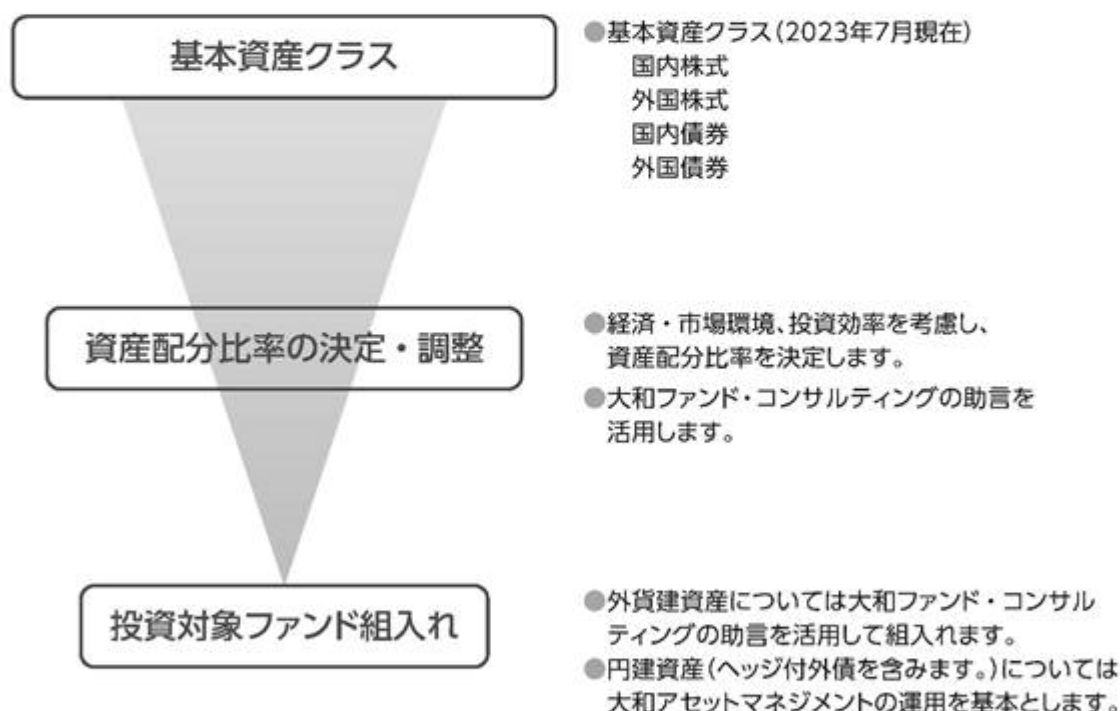 基本資産クラス
●基本資産クラス(2023年7月現在)
国内株式
外国株式
国内債券
外国債券
資産配分比率の決定・調整
●経済・市場環境、投資効率を考慮し、
資産配分比率を決定します。
●大和ファンド・コンサルティングの助言を
活用します。
投資対象ファンド組入れ
●外貨建資産については大和ファンド・コンサル
ティングの助言を活用して組入れます。
●円建資産(ヘッジ付外債を含みます。)については
大和アセットマネジメントの運用を基本とします。